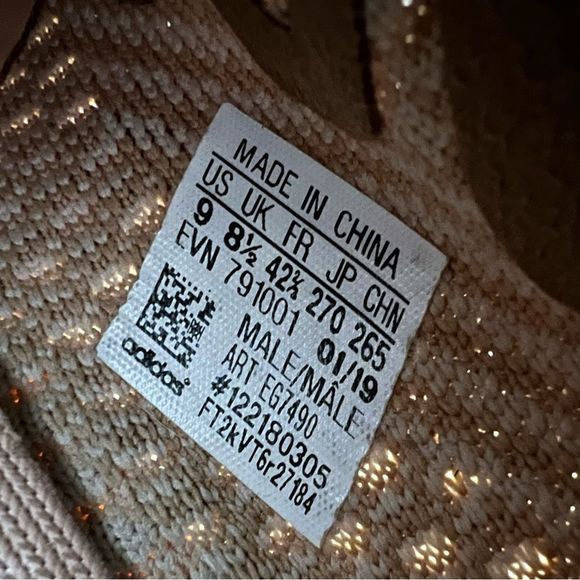 MADE IN CHINA
US UK FR JP CHN
9 8½ 42⅔ 270 265
EVN 791001 01/19
MALE/MÂLE
ART EG7490
#122180305
FT2kVT6r27184
adidas